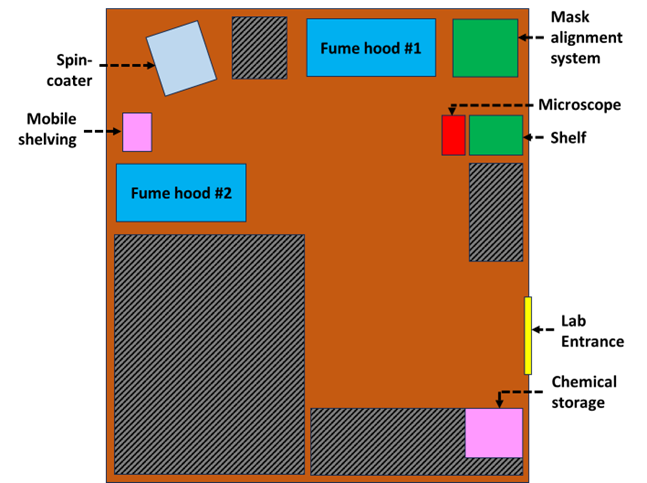 Mask
alignment
system
Fume hood #1
Spin-
coater
Microscope
Mobile
shelving
Shelf
Fume hood #2
Lab
Entrance
Chemical
storage